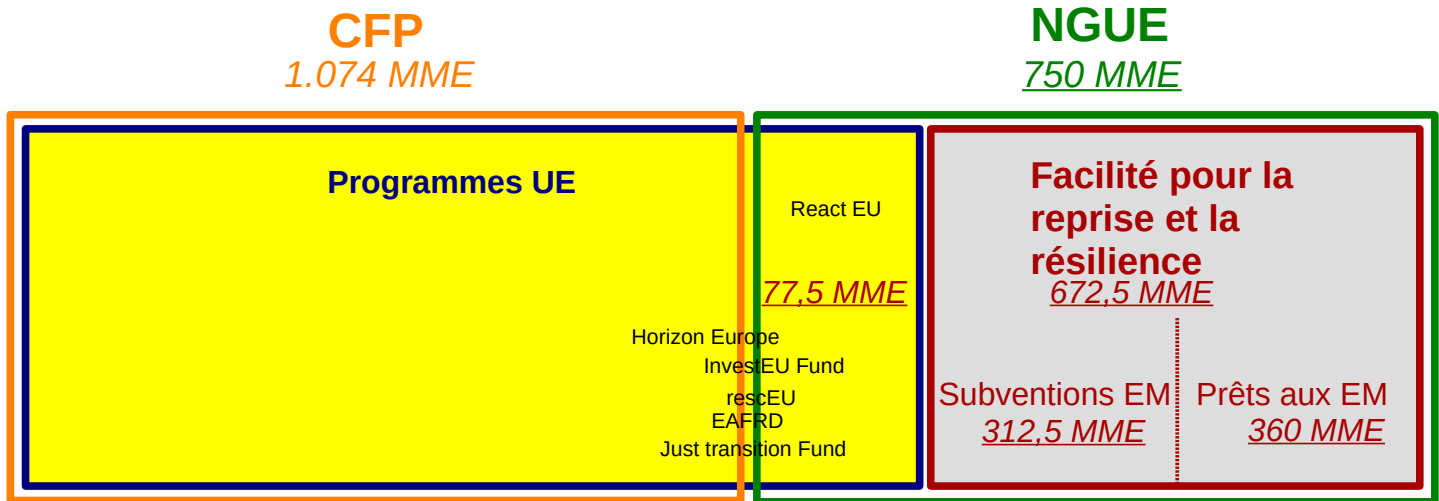 CFP
1.074 MME
NGUE
750 MME
Programmes UE
React EU
77,5 MME
Horizon Europe
InvestEU Fund
rescEU
EAFRD
Just transition Fund
Facilité pour la
reprise et la
résilience
672,5 MME
Subventions EM
312,5 MME
Prêts aux EM
360 MME